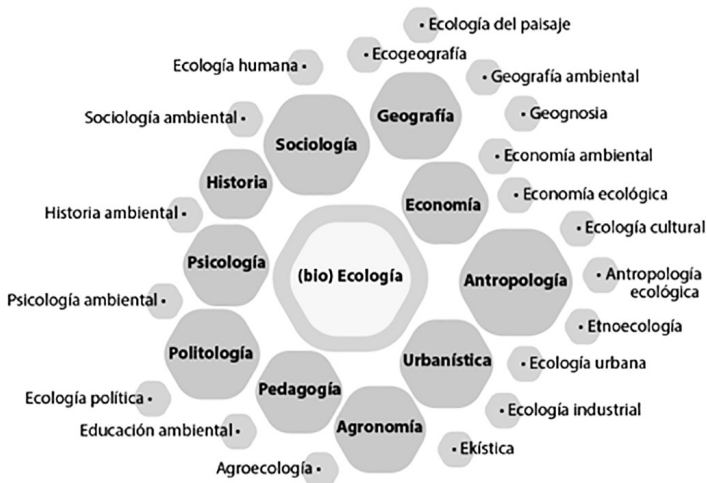 Ecología del paisaje
Ecogeografía
Ecología humana
Geografía ambiental
Sociología ambiental
Geografía
Geognosia
Sociología
Economía ambiental
Historia
Economía ecológica
Historia ambiental
Economía
Ecología cultural
Psicología
(bio) Ecología
Antropología
Antropología
ecológica
Psicología ambiental
Etnoecología
Politología
Urbanística
Ecología urbana
Pedagogía
Ecología política
Ecología industrial
Educación ambiental
Agronomía
Ekística
Agroecología